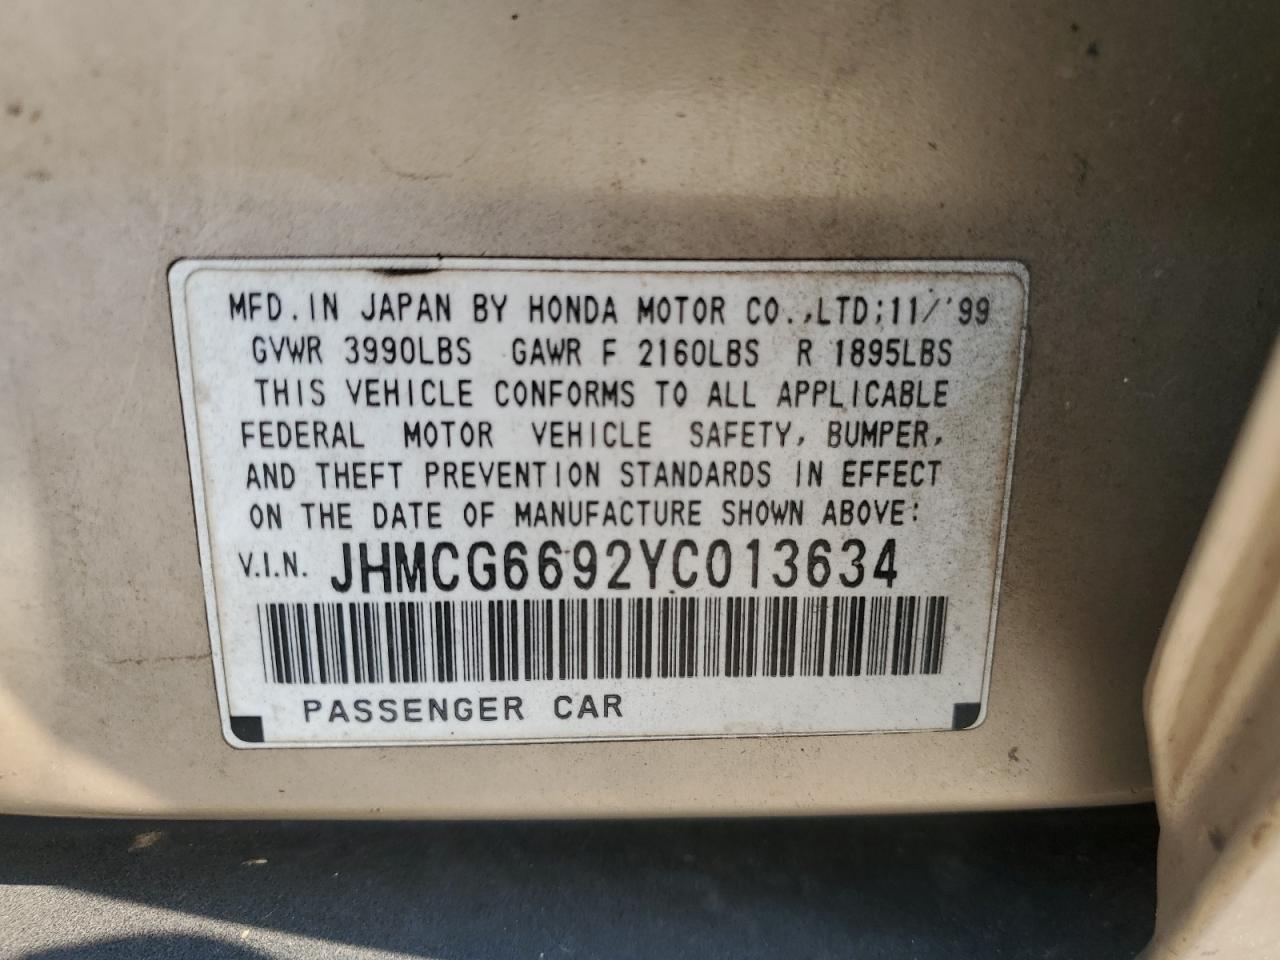 MFD. IN JAPAN BY HONDA MOTOR CO.,LTD;11/'99
GVWR 3990LBS GAWR F 2160LBS R 1895LBS
THIS VEHICLE CONFORMS TO ALL APPLICABLE
FEDERAL MOTOR VEHICLE SAFETY, BUMPER,
AND THEFT PREVENTION STANDARDS IN EFFECT
ON THE DATE OF MANUFACTURE SHOWN ABOVE:
V.I.N. JHMCG6692YC013634
PASSENGER CAR